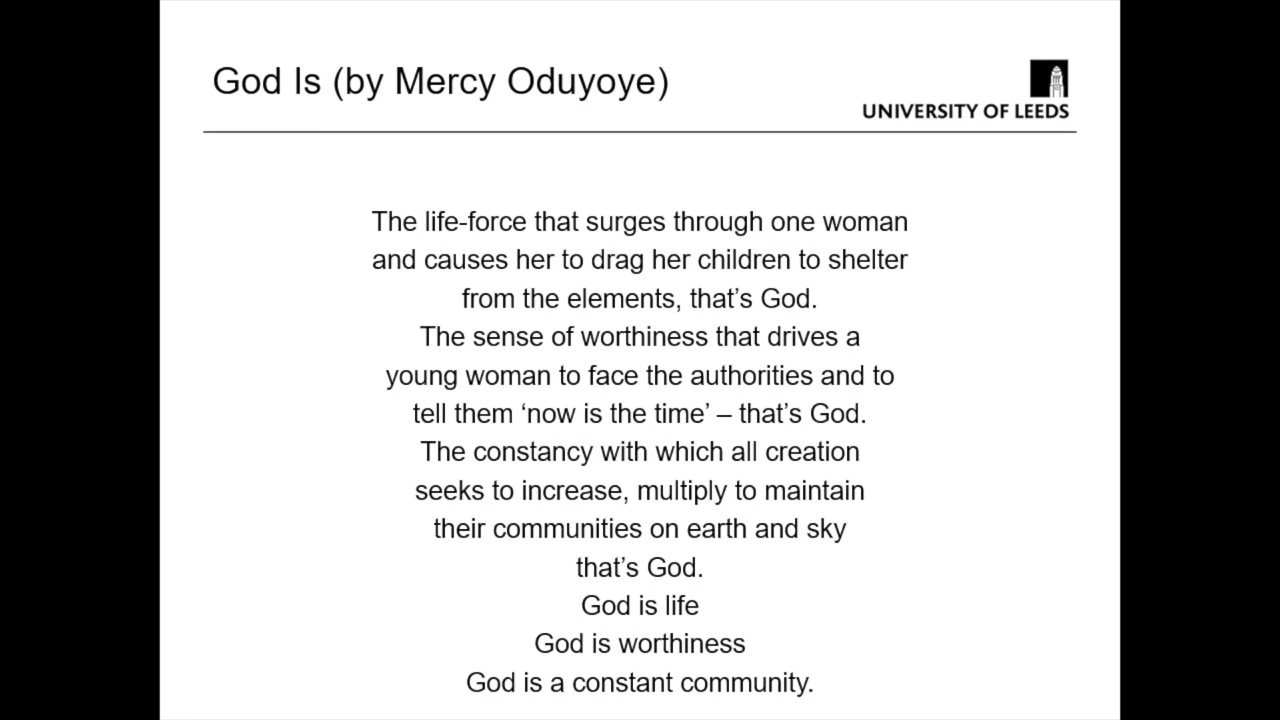 God Is (by Mercy Oduyoye)
UNIVERSITY OF LEEDS
The life-force that surges through one woman
and causes her to drag her children to shelter
from the elements, that’s God.
The sense of worthiness that drives a
young woman to face the authorities and to
tell them ‘now is the time’ – that’s God.
The constancy with which all creation
seeks to increase, multiply to maintain
their communities on earth and sky
that’s God.
God is life
God is worthiness
God is a constant community.